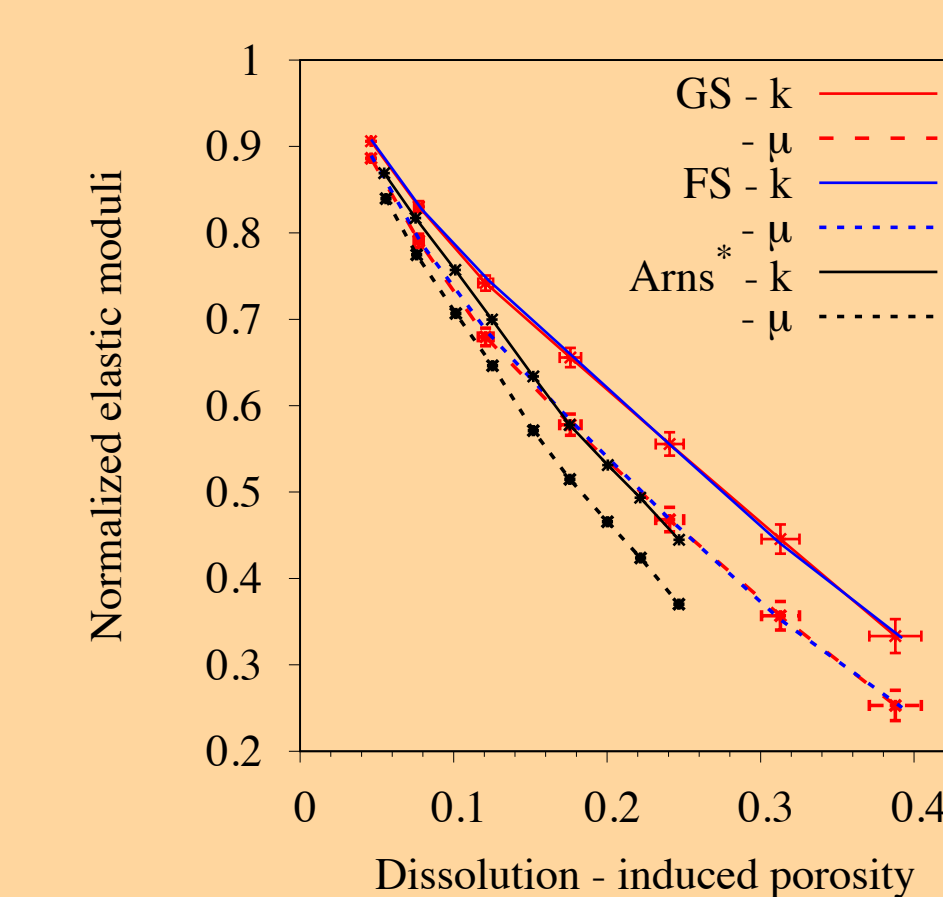 1
0.9
0.8
0.7
0.6
0.5
0.4
0.3
0.2
Normalized elastic moduli
GS - k
- μ
FS - k
- μ
Arns* - k
- μ
0 0.1 0.2 0.3 0.4
Dissolution - induced porosity